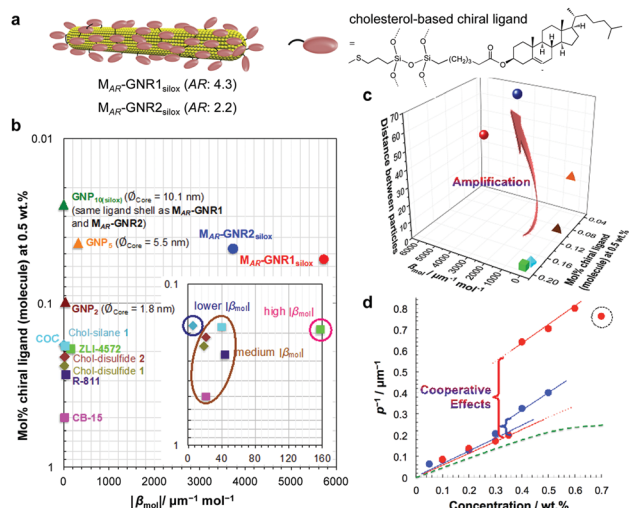 a
cholesterol-based chiral ligand
=
M_AR-GNR1_silox (AR: 4.3)
M_AR-GNR2_silox (AR: 2.2)
b
Mol% chiral ligand (molecule) at 0.5 wt.%
0.01
0.1
1
GNP_10(silox) (Ø_Core = 10.1 nm)
(same ligand shell as M_AR-GNR1
and M_AR-GNR2)
GNP_5 (Ø_Core = 5.5 nm)
M_AR-GNR2_silox
M_AR-GNR1_silox
GNP_2 (Ø_Core = 1.8 nm)
COC
Chol-silane 1
ZLI-4572
Chol-disulfide 2
Chol-disulfide 1
R-811
CB-15
lower |β_mol|
high |β_mol|
medium |β_mol|
0.1
1
0 40 80 120 160
0 1000 2000 3000 4000 5000 6000
|β_mol|/ µm⁻¹ mol⁻¹
c
Distance between particles
70
60
50
40
30
20
10
0
Amplification
6000
5000
4000
3000
2000
1000
0
β_mol/ µm⁻¹ mol⁻¹
0.04
0.08
0.12
0.16
0.20
Mol% chiral ligand
(molecule) at 0.5 wt.%
d
p⁻¹ / µm⁻¹
0.8
0.6
0.4
0.3
0.2
0.1
0
Cooperative
Effects
0 0.1 0.2 0.3 0.4 0.5 0.6 0.7
Concentration / wt.%